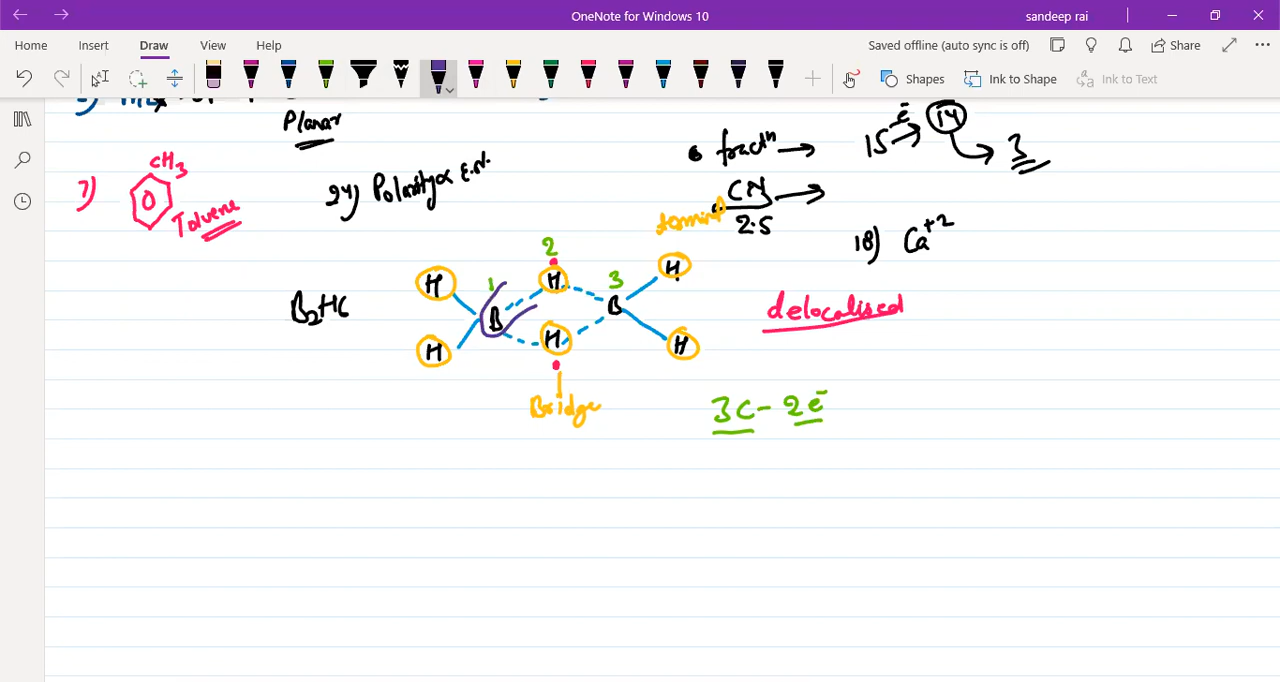 OneNote for Windows 10
sandeep rai
Home Insert Draw View Help
Saved offline (auto sync is off)
Share
Shapes
Ink to Shape
Ink to Text
Planar
7)
CH3
Toluene
24) Polarity ∝ E.N.
fractn → 15 e̅ → 14 → 3
CN →
2.5
18) Ca+2
B2H6
1 2 3
H H H
B B
H H H
Bridge
delocalised
3C - 2e̅